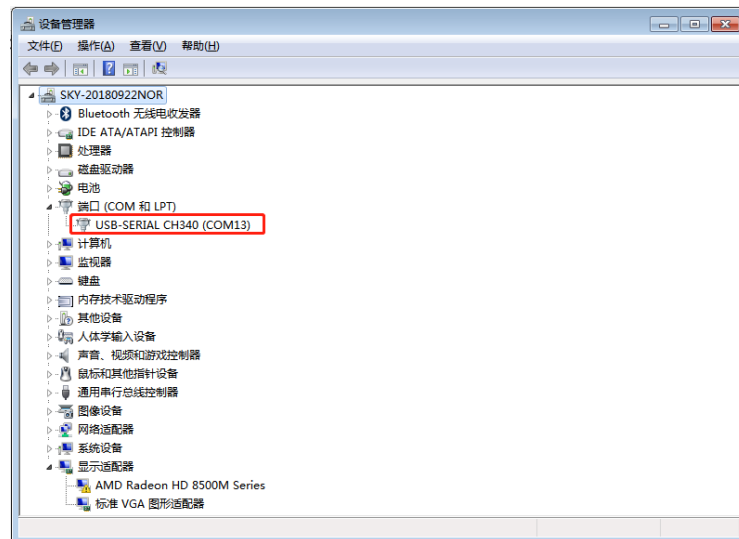 设备管理器
文件(F) 操作(A) 查看(V) 帮助(H)
SKY-20180922NOR
Bluetooth 无线电收发器
IDE ATA/ATAPI 控制器
处理器
磁盘驱动器
电池
端口 (COM 和 LPT)
USB-SERIAL CH340 (COM13)
计算机
监视器
键盘
内存技术驱动程序
其他设备
人体学输入设备
声音、视频和游戏控制器
鼠标和其他指针设备
通用串行总线控制器
图像设备
网络适配器
系统设备
显示适配器
AMD Radeon HD 8500M Series
标准 VGA 图形适配器